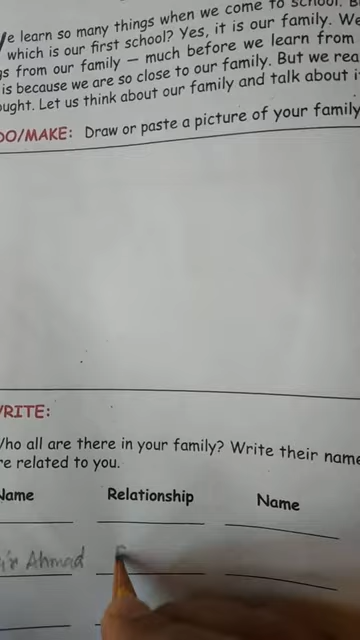 e learn so many things when we come to school. B
which is our first school? Yes, it is our family. We
gs from our family — much before we learn from
is because we are so close to our family. But we rea
ought. Let us think about our family and talk about i
DO/MAKE: Draw or paste a picture of your family
WRITE:
Who all are there in your family? Write their name
re related to you.
Name Relationship Name
Ahmad